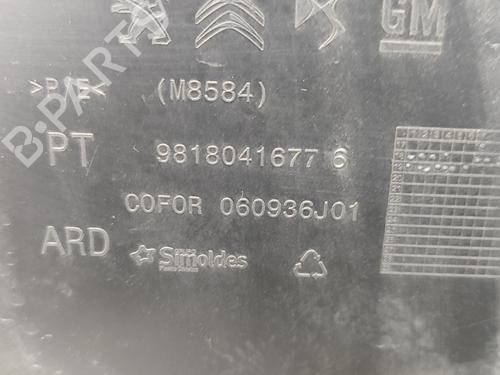 GM
>P/E< (M8584)
PT 9818041677 6
COFOR 060936J01
ARD Simoldes
B-PARTS